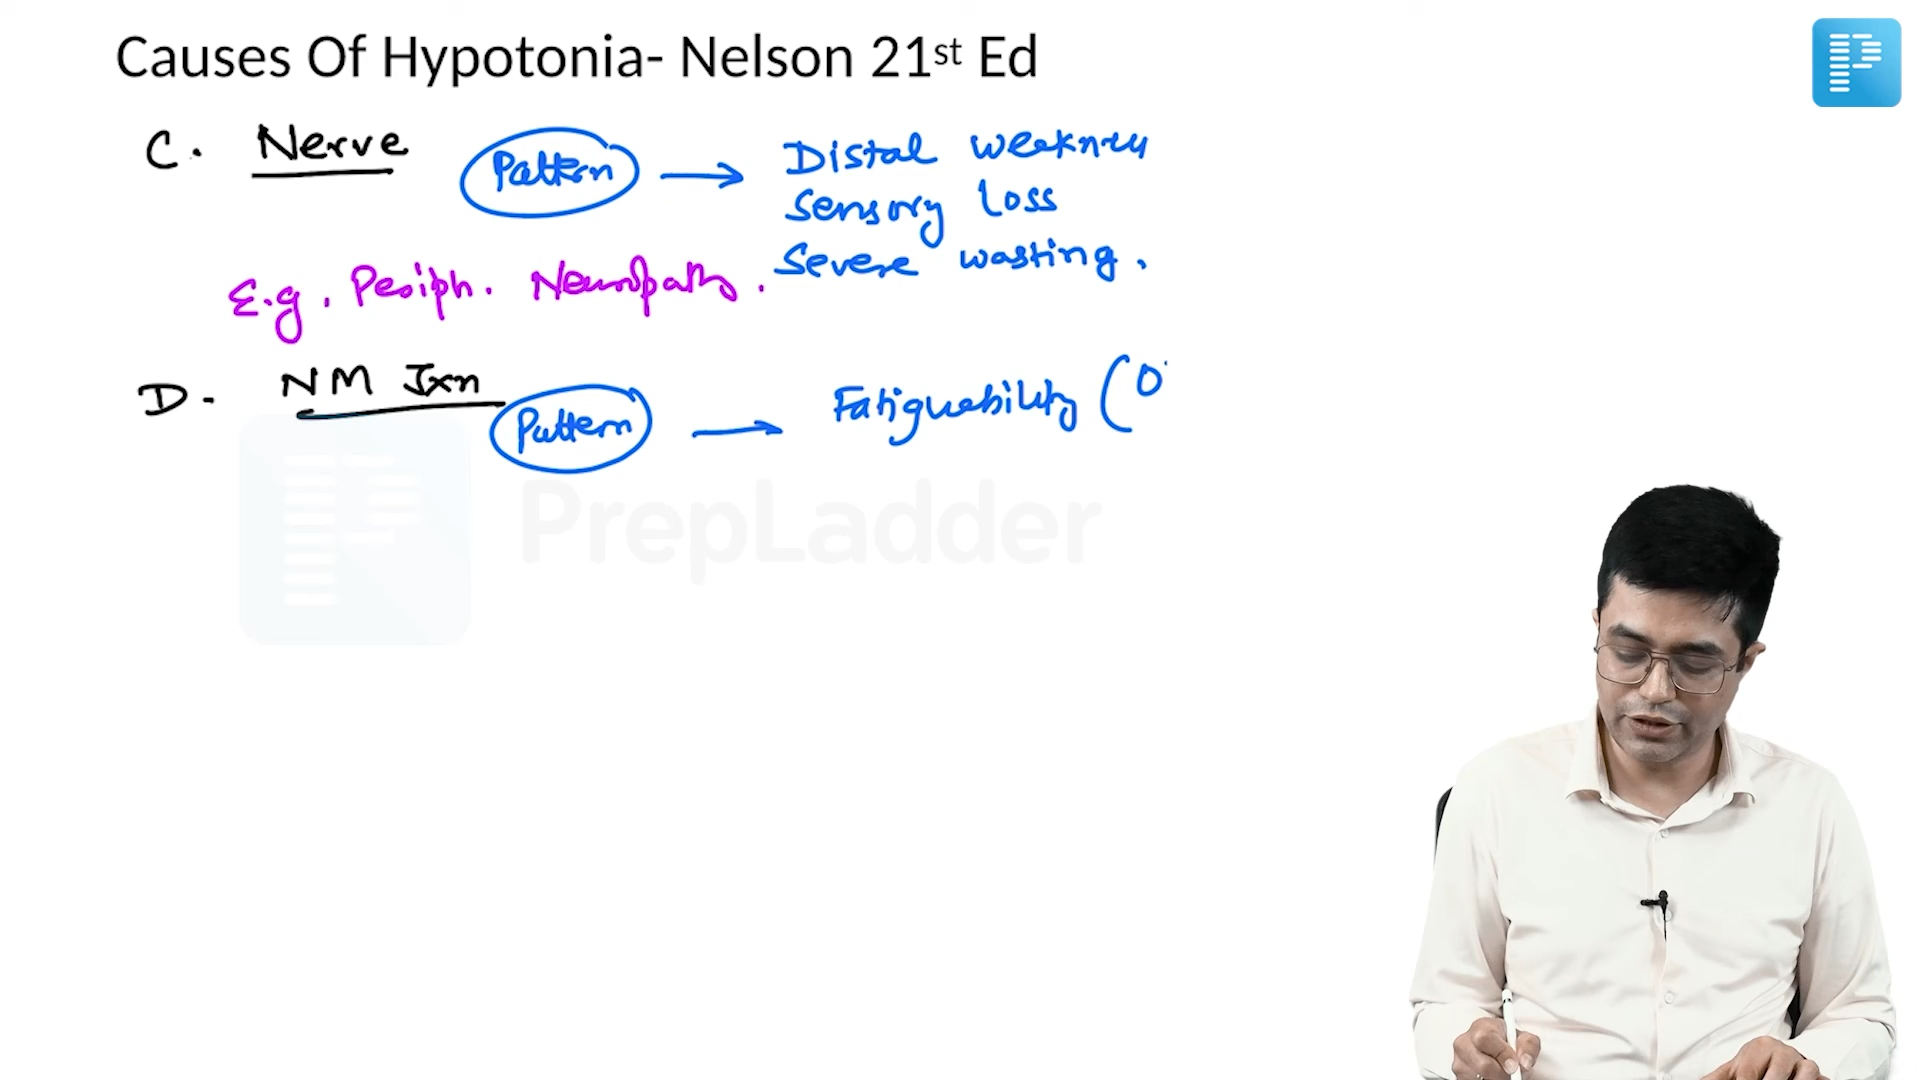 Causes Of Hypotonia- Nelson 21st Ed
C. Nerve Pattern → Distal weakness
Sensory loss
Severe wasting.
E.g. Periph. Neuropathy.
D. NM Jxn Pattern → Fatiguability (O
PrepLadder